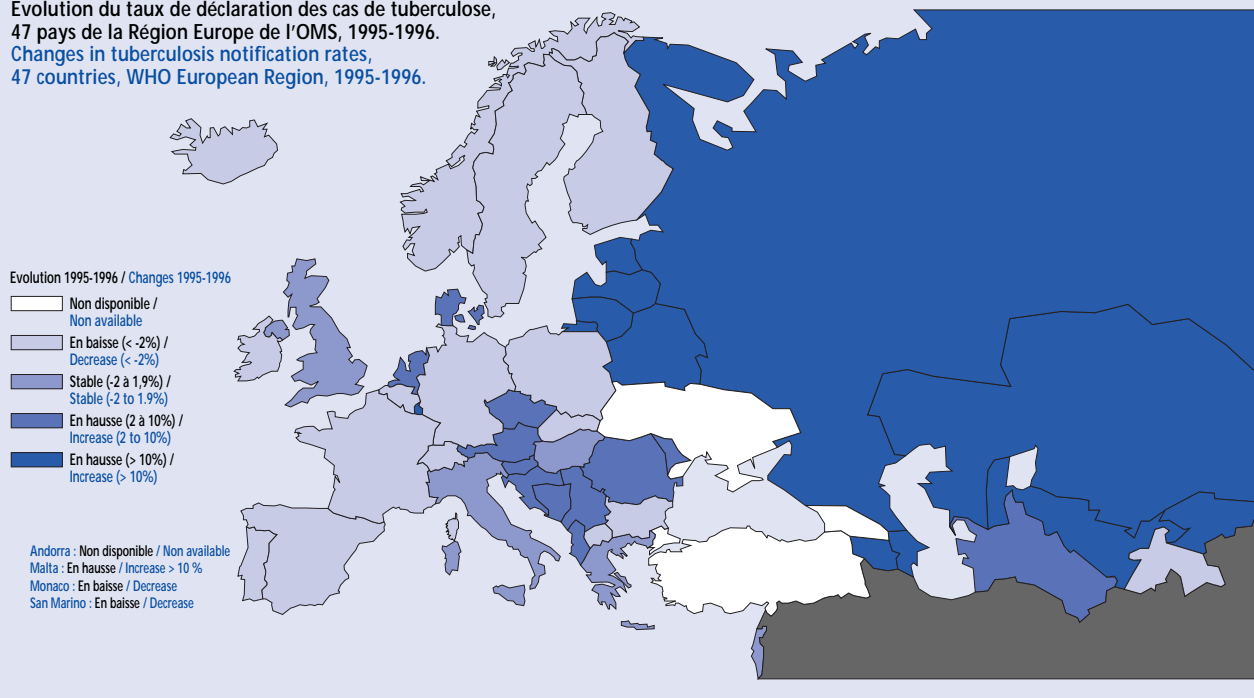 Evolution du taux de déclaration des cas de tuberculose,
47 pays de la Région Europe de l'OMS, 1995-1996.
Changes in tuberculosis notification rates,
47 countries, WHO European Region, 1995-1996.
Evolution 1995-1996 / Changes 1995-1996
Non disponible /
Non available
En baisse (< -2%) /
Decrease (< -2%)
Stable (-2 à 1,9%) /
Stable (-2 to 1.9%)
En hausse (2 à 10%) /
Increase (2 to 10%)
En hausse (> 10%) /
Increase (> 10%)
Andorra : Non disponible / Non available
Malta : En hausse / Increase > 10 %
Monaco : En baisse / Decrease
San Marino : En baisse / Decrease